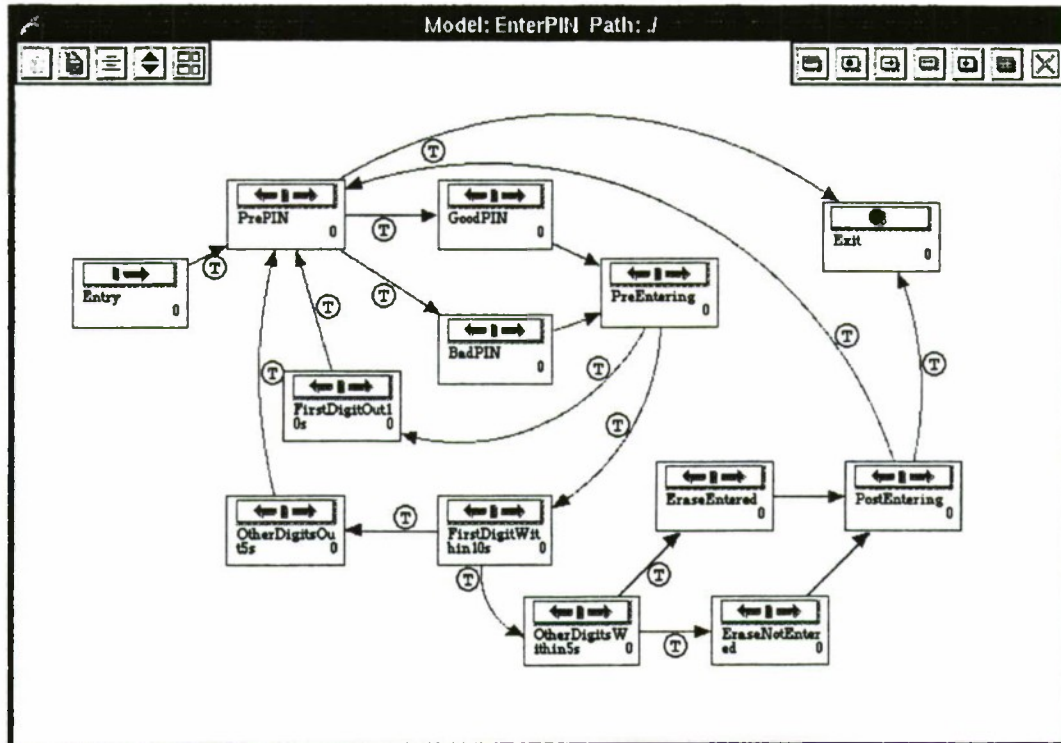 Model: EnterPIN Path: ./
T
T
PrePIN
0
T
GoodPIN
0
Exit
0
T
Entry
0
T
PreEntering
0
T
BadPIN
0
T
T
T
T
FirstDigitOut1
0s 0
T
EraseEntered
0
PostEntering
0
OtherDigitsOu
t5s 0
T
FirstDigitWit
hin10s 0
T
T
OtherDigitsW
ithin5s 0
T
EraseNotEnter
ed 0